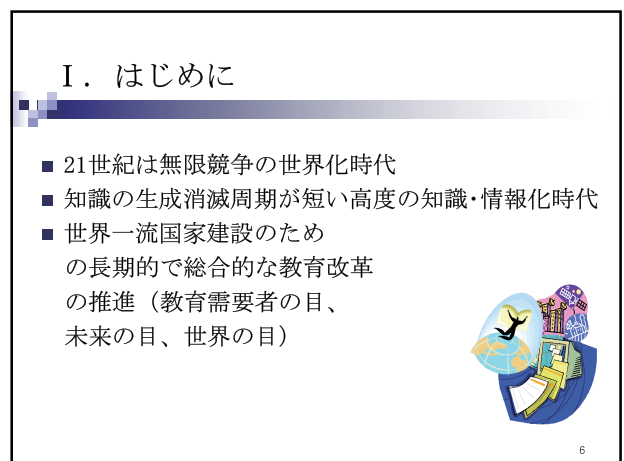 Ⅰ．はじめに
■ 21世紀は無限競争の世界化時代
■ 知識の生成消滅周期が短い高度の知識･情報化時代
■ 世界一流国家建設のため
の長期的で総合的な教育改革
の推進（教育需要者の目、
未来の目、世界の目）
6